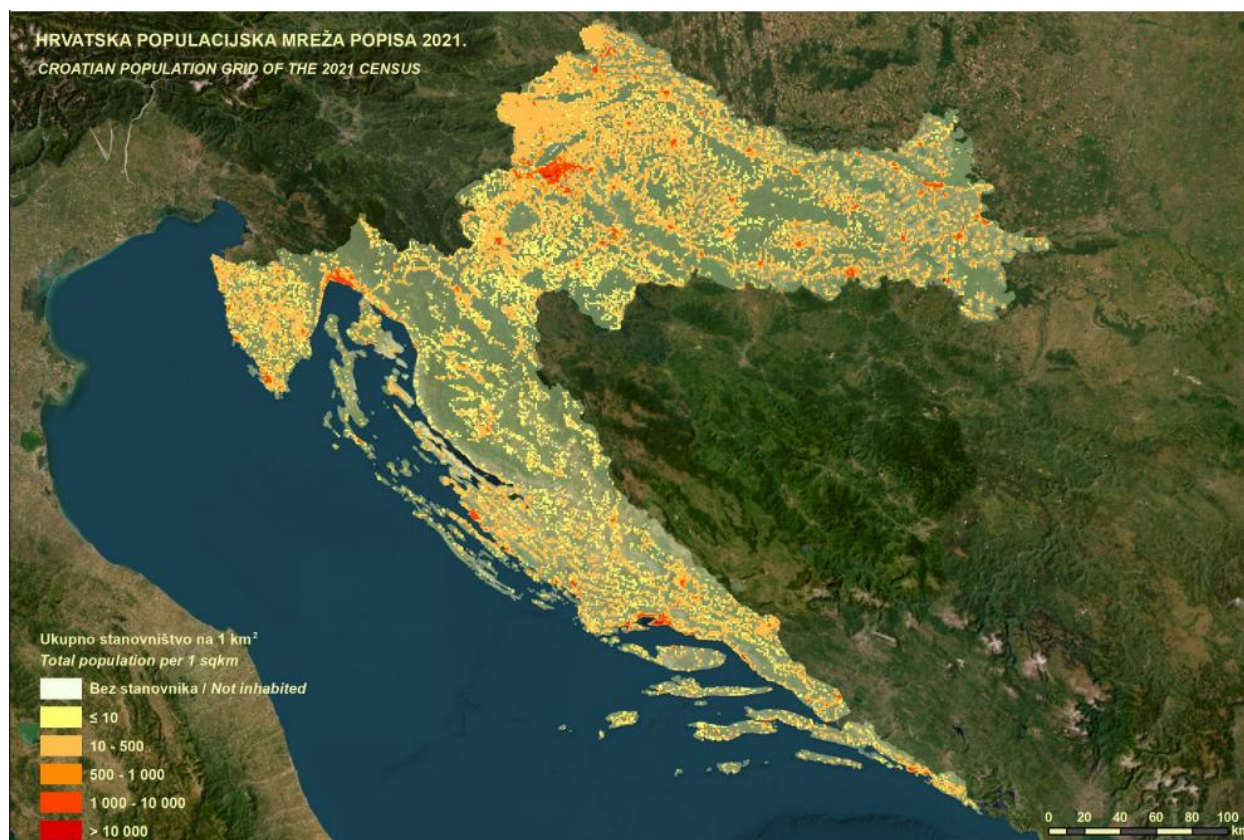 HRVATSKA POPULACIJSKA MREŽA POPISA 2021.
CROATIAN POPULATION GRID OF THE 2021 CENSUS
Ukupno stanovništvo na 1 km²
Total population per 1 sqkm
Bez stanovnika / Not inhabited
≤ 10
10 - 500
500 - 1 000
1 000 - 10 000
> 10 000
0 20 40 60 80 100
km